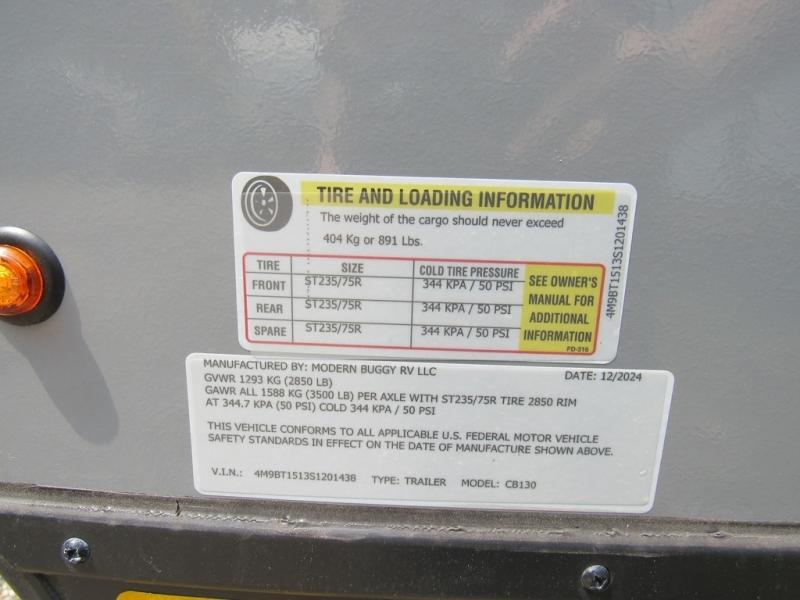 TIRE AND LOADING INFORMATION
The weight of the cargo should never exceed
404 Kg or 891 Lbs.
TIRE SIZE COLD TIRE PRESSURE
FRONT ST235/75R 344 KPA / 50 PSI
REAR ST235/75R 344 KPA / 50 PSI
SPARE ST235/75R 344 KPA / 50 PSI
SEE OWNER'S
MANUAL FOR
ADDITIONAL
INFORMATION
FD-316
4M9BT1513S1201438
MANUFACTURED BY: MODERN BUGGY RV LLC DATE: 12/2024
GVWR 1293 KG (2850 LB)
GAWR ALL 1588 KG (3500 LB) PER AXLE WITH ST235/75R TIRE 2850 RIM
AT 344.7 KPA (50 PSI) COLD 344 KPA / 50 PSI
THIS VEHICLE CONFORMS TO ALL APPLICABLE U.S. FEDERAL MOTOR VEHICLE
SAFETY STANDARDS IN EFFECT ON THE DATE OF MANUFACTURE SHOWN ABOVE.
V.I.N.: 4M9BT1513S1201438 TYPE: TRAILER MODEL: CB130